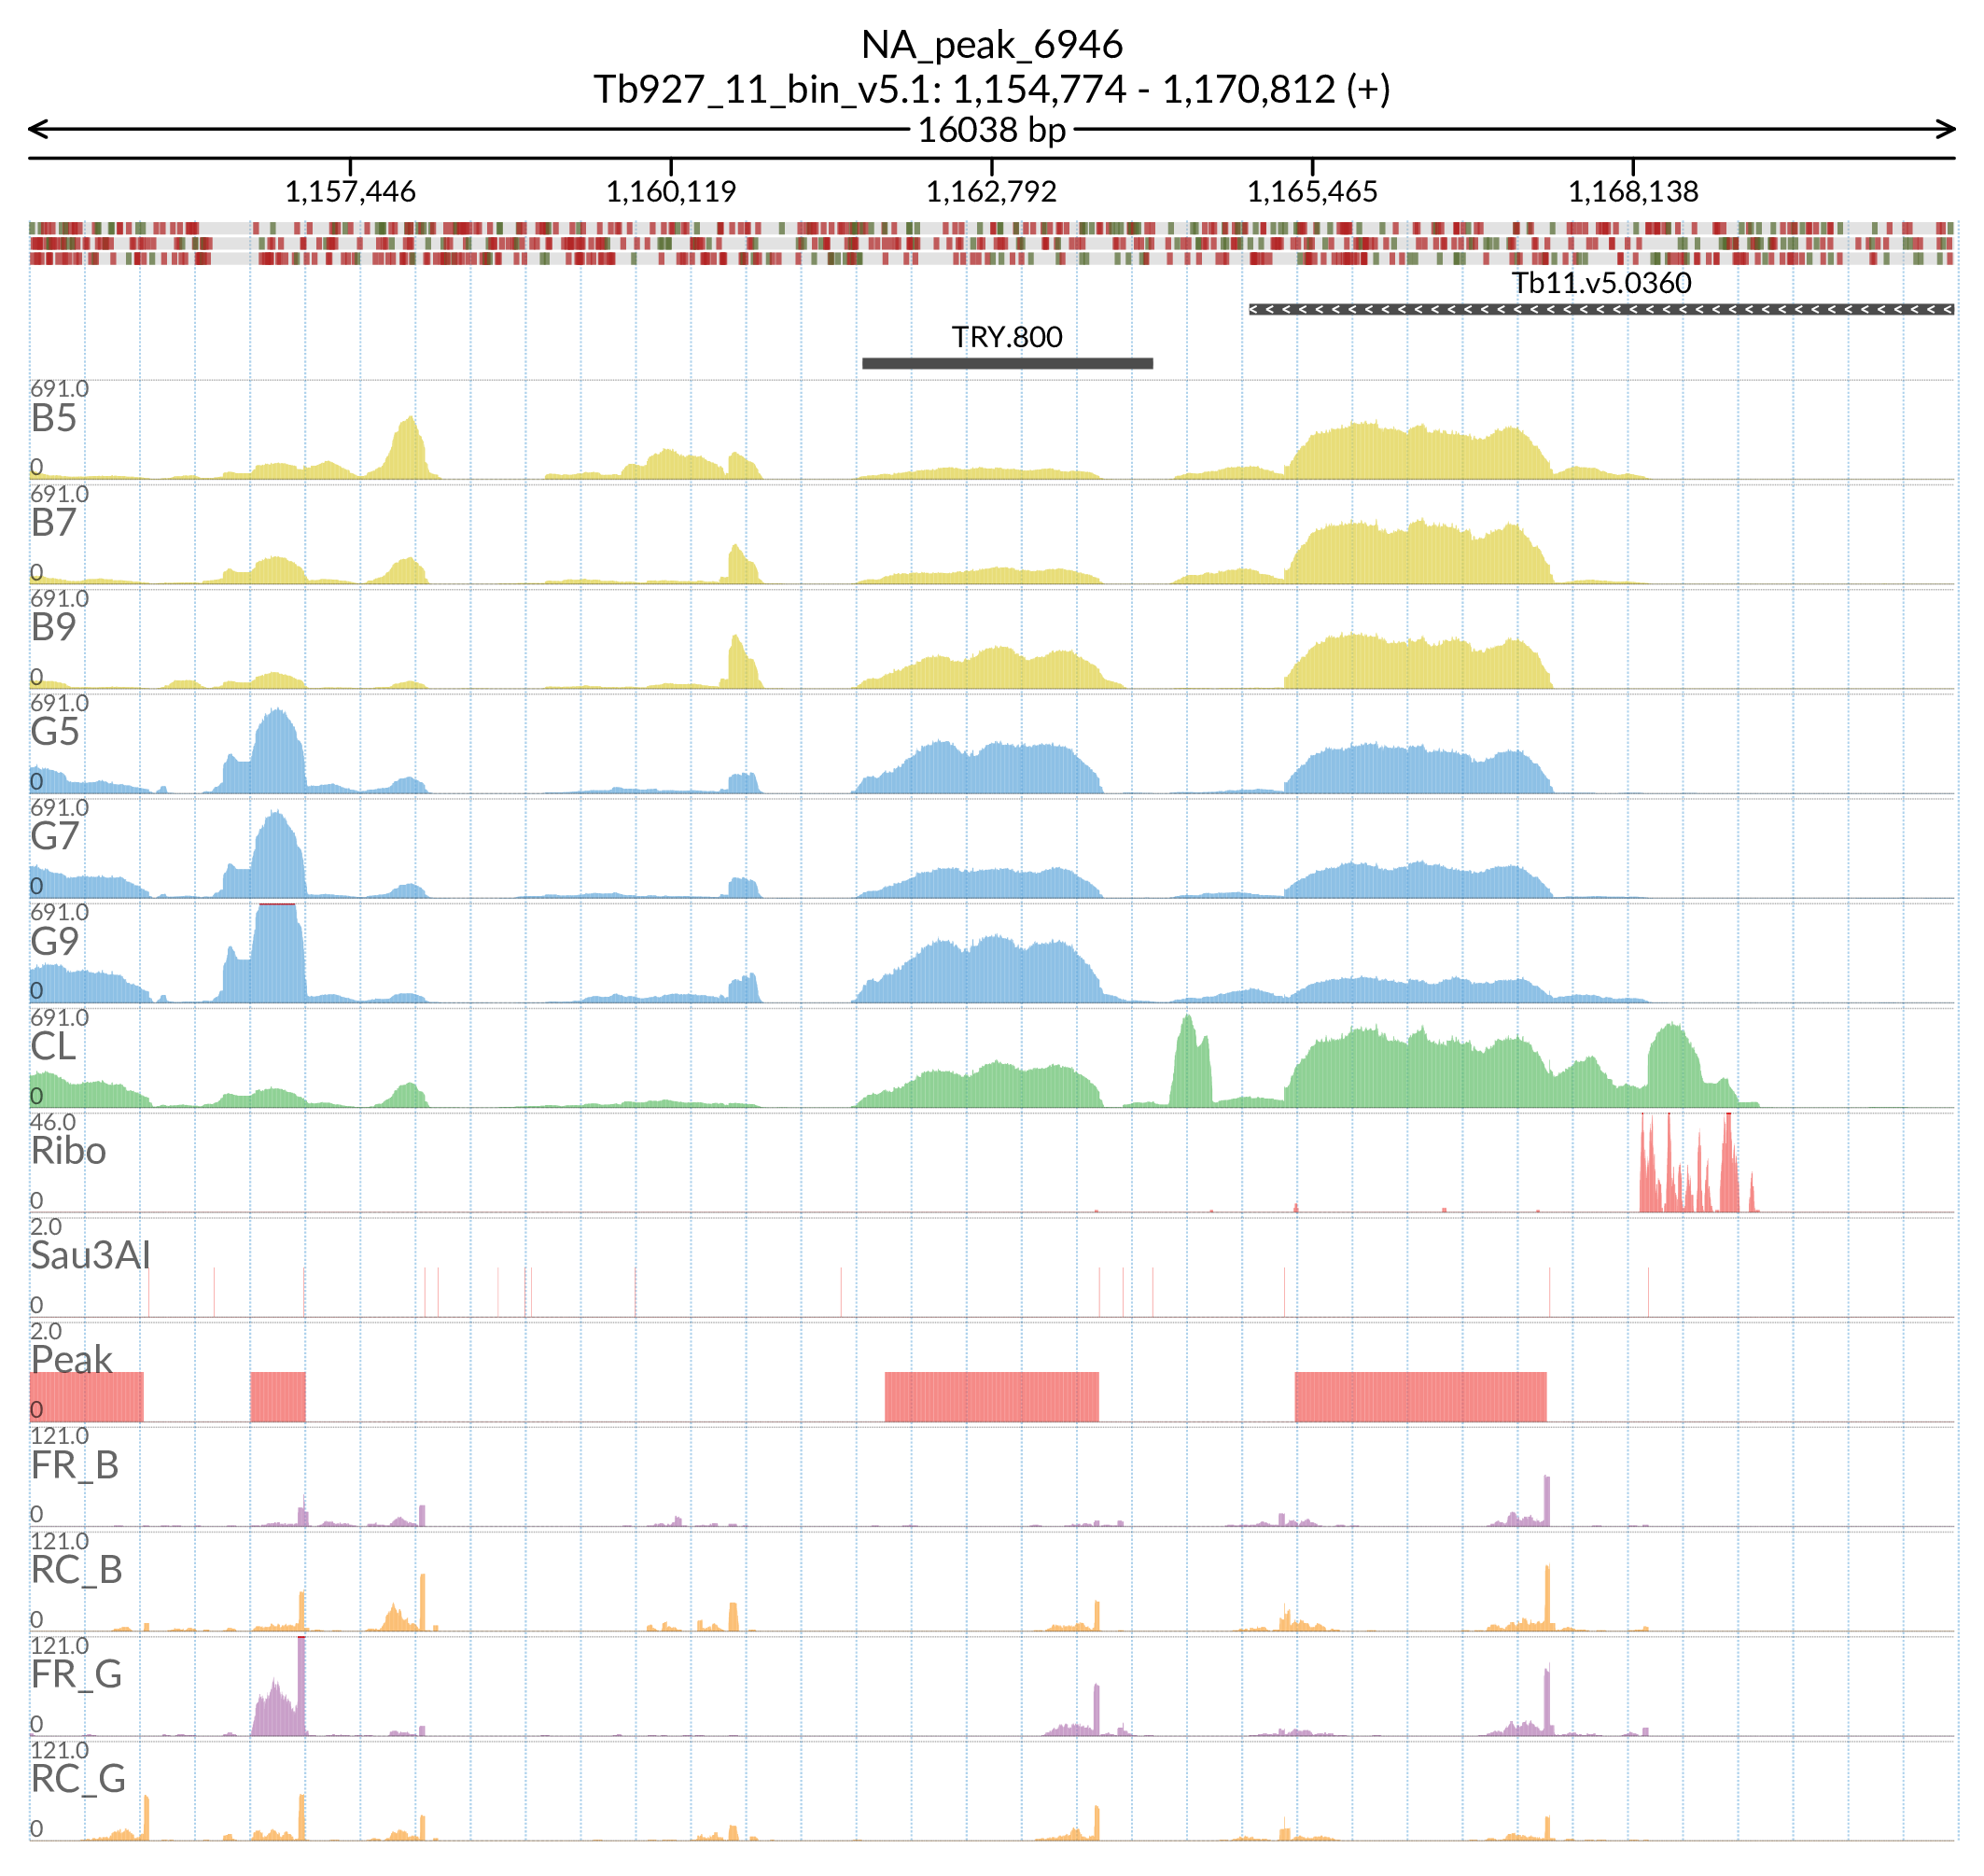 NA_peak_6946
Tb927_11_bin_v5.1: 1,154,774 - 1,170,812 (+)
16038 bp
1,157,446 1,160,119 1,162,792 1,165,465 1,168,138
Tb11.v5.0360
TRY.800
691.0
B5
0
691.0
B7
0
691.0
B9
0
691.0
G5
0
691.0
G7
0
691.0
G9
0
691.0
CL
0
46.0
Ribo
0
2.0
Sau3AI
0
2.0
Peak
0
121.0
FR_B
0
121.0
RC_B
0
121.0
FR_G
0
121.0
RC_G
0